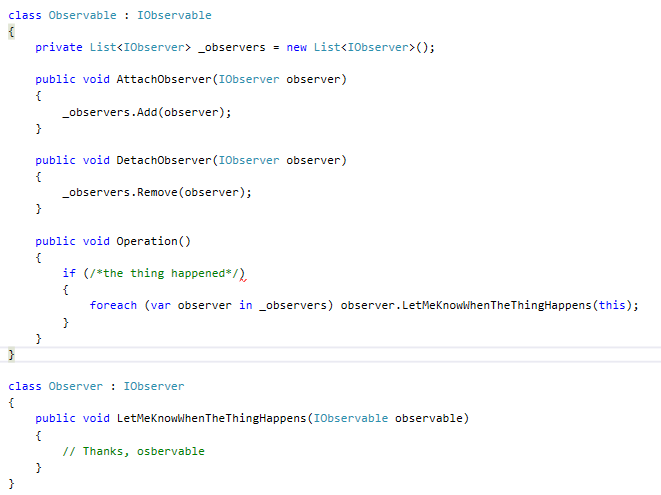 class Observable : IObservable
{
    private List<IObserver> _observers = new List<IObserver>();
    public void AttachObserver(IObserver observer)
    {
        _observers.Add(observer);
    }
    public void DetachObserver(IObserver observer)
    {
        _observers.Remove(observer);
    }
    public void Operation()
    {
        if (/*the thing happened*/)
        {
            foreach (var observer in _observers) observer.LetMeKnowWhenTheThingHappens(this);
        }
    }
}
class Observer : IObserver
{
    public void LetMeKnowWhenTheThingHappens(IObservable observable)
    {
        // Thanks, osbervable
    }
}